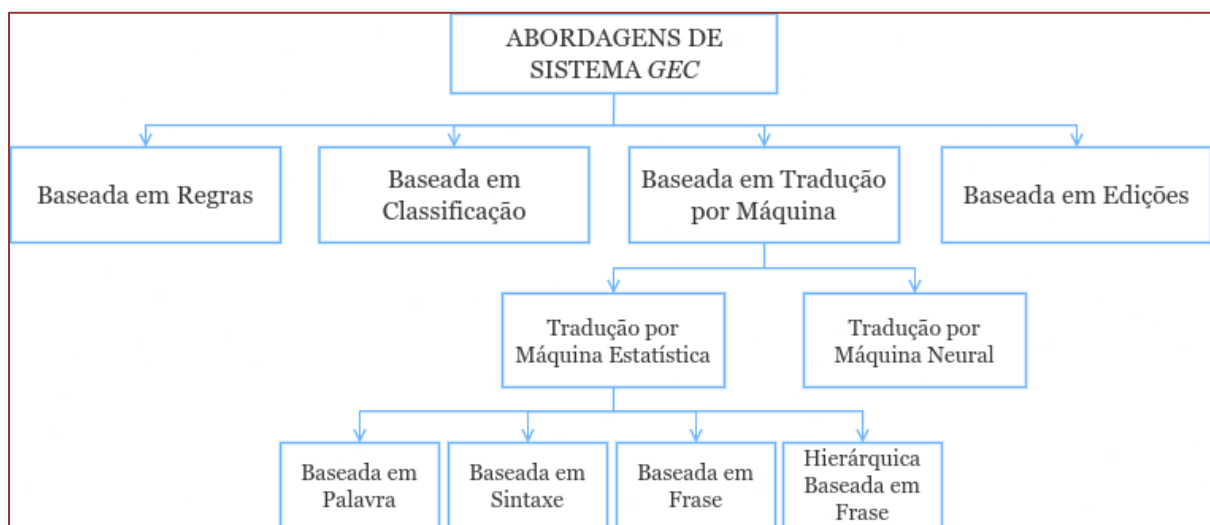 ABORDAGENS DE
SISTEMA GEC
Baseada em Regras
Baseada em
Classificação
Baseada em Tradução
por Máquina
Baseada em Edições
Tradução por
Máquina Estatística
Tradução por
Máquina Neural
Baseada em
Palavra
Baseada em
Sintaxe
Baseada em
Frase
Hierárquica
Baseada em
Frase